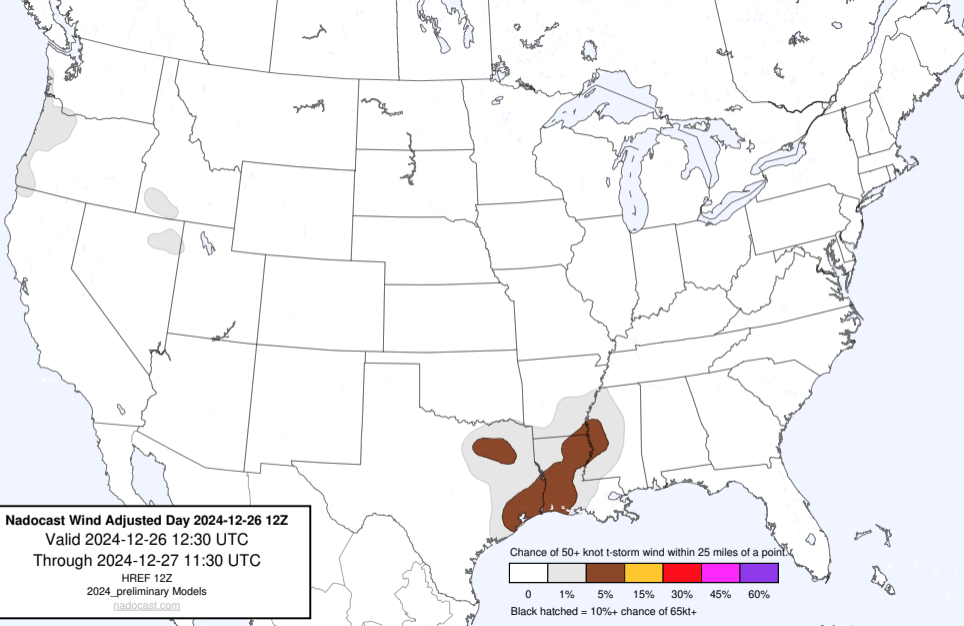 Nadocast Wind Adjusted Day 2024-12-26 12Z
Valid 2024-12-26 12:30 UTC
Through 2024-12-27 11:30 UTC
HREF 12Z
2024_preliminary Models
nadocast.com
Chance of 50+ knot t-storm wind within 25 miles of a point.
0 1% 5% 15% 30% 45% 60%
Black hatched = 10%+ chance of 65kt+